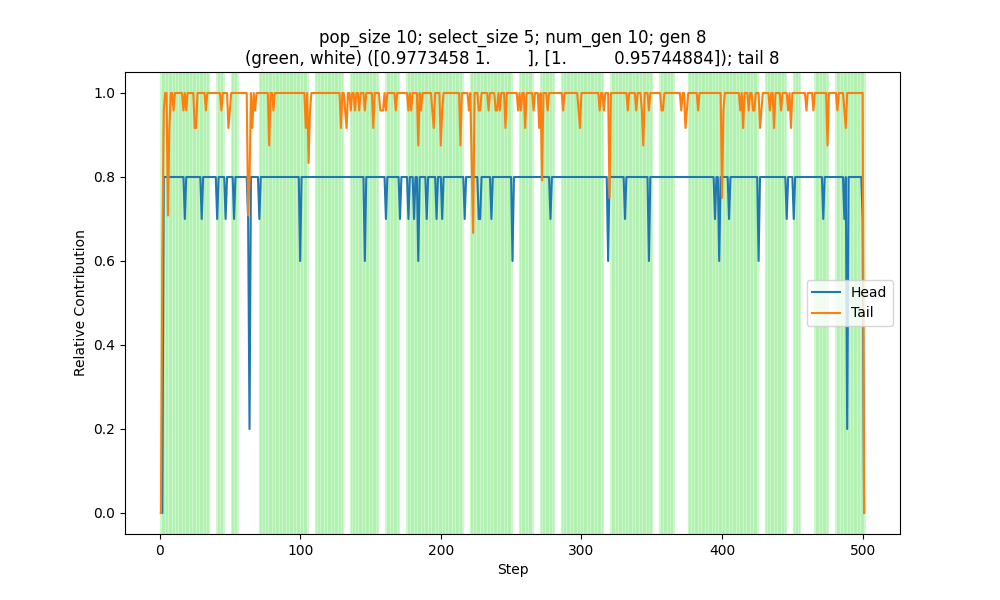 pop_size 10; select_size 5; num_gen 10; gen 8
(green, white) ([0.9773458 1.        ], [1.         0.95744884]); tail 8
1.0
0.8
0.6
0.4
0.2
0.0
Relative Contribution
Head
Tail
0
100
200
300
400
500
Step